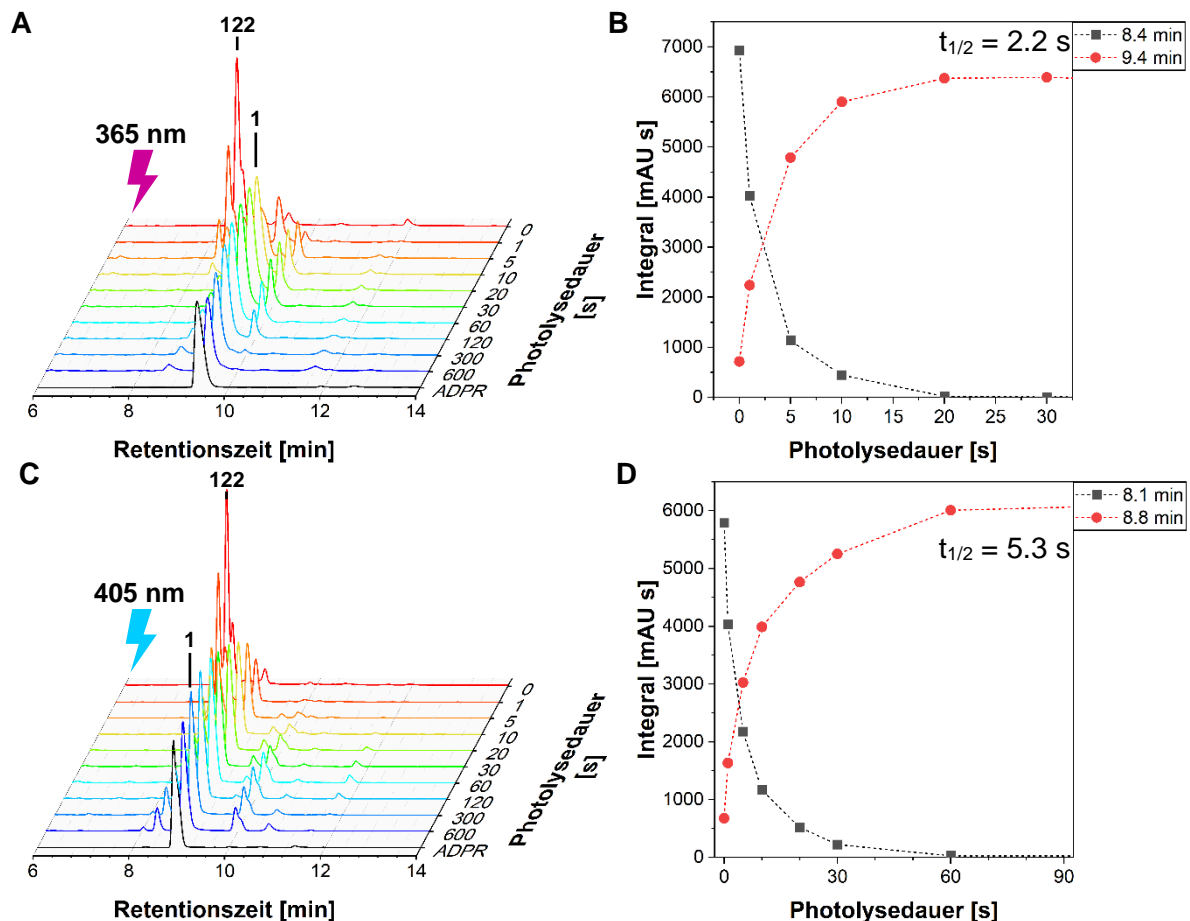 A
122
1
365 nm
0
1
5
10
20
30
60
120
300
600
ADPR
Photolysedauer
[s]
6
8
10
12
14
Retentionszeit [min]
B
t1/2 = 2.2 s
8.4 min
9.4 min
7000
6000
5000
4000
3000
2000
1000
0
Integral [mAU s]
0 5 10 15 20 25 30
Photolysedauer [s]
C
122
1
405 nm
0
1
5
10
20
30
60
120
300
600
ADPR
Photolysedauer
[s]
6
8
10
12
14
Retentionszeit [min]
D
t1/2 = 5.3 s
8.1 min
8.8 min
6000
5000
4000
3000
2000
1000
0
Integral [mAU s]
0 30 60 90
Photolysedauer [s]